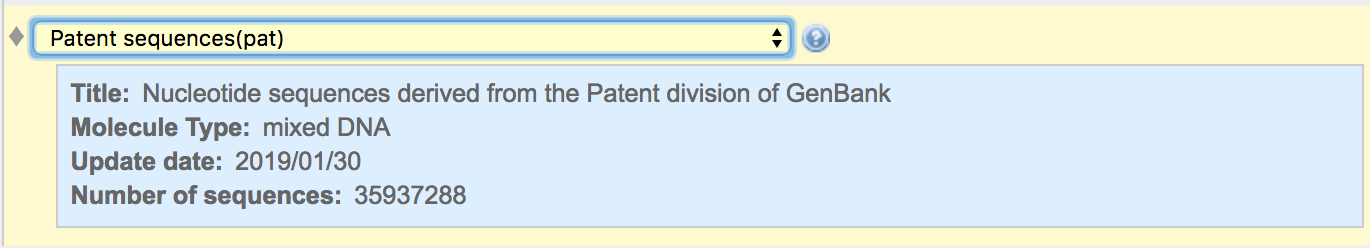 Patent sequences(pat)
Title: Nucleotide sequences derived from the Patent division of GenBank
Molecule Type: mixed DNA
Update date: 2019/01/30
Number of sequences: 35937288